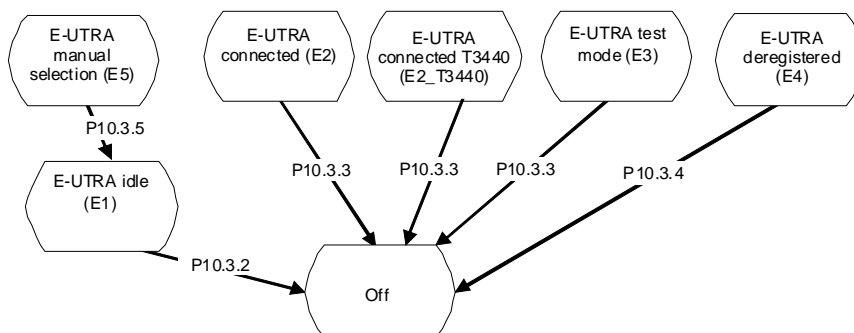 E-UTRA
manual
selection (E5)
E-UTRA
connected (E2)
E-UTRA
connected T3440
(E2_T3440)
E-UTRA test
mode (E3)
E-UTRA
deregistered
(E4)
P10.3.5
P10.3.3
P10.3.3
P10.3.3
P10.3.4
E-UTRA idle
(E1)
P10.3.2
Off